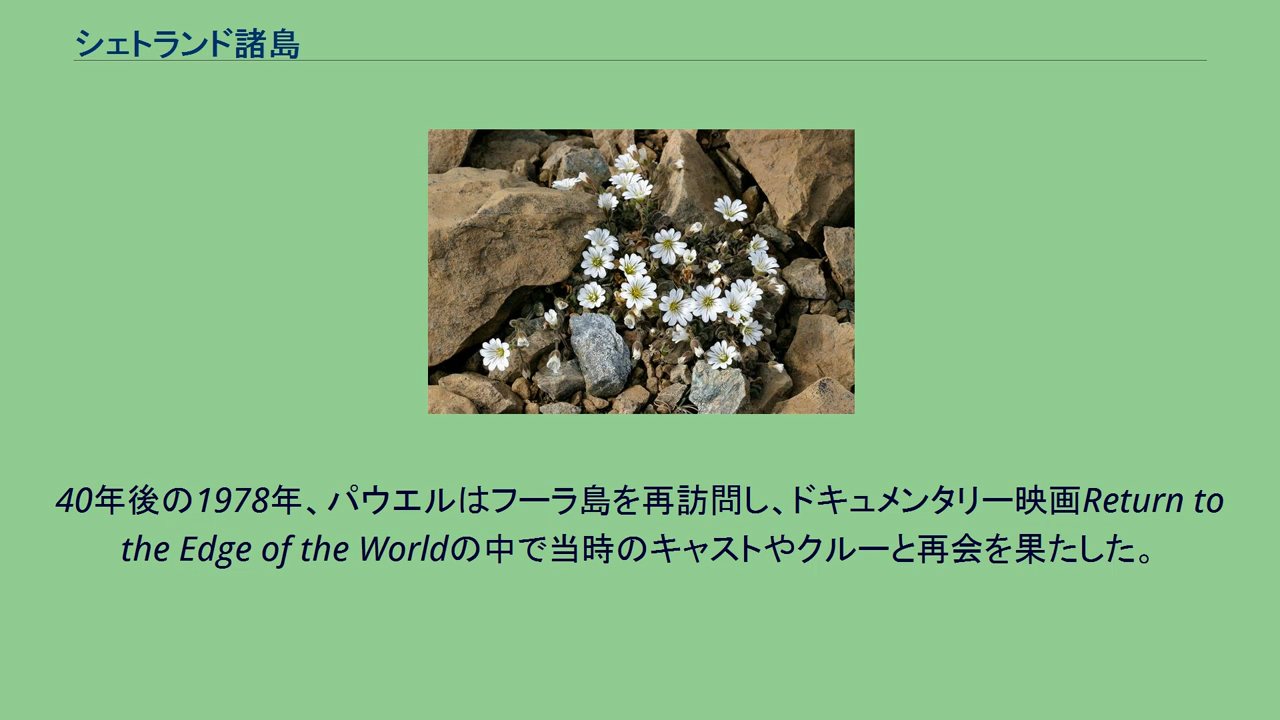 シェトランド諸島
40年後の1978年、パウエルはフーラ島を再訪問し、ドキュメンタリー映画Return to
the Edge of the Worldの中で当時のキャストやクルーと再会を果たした。